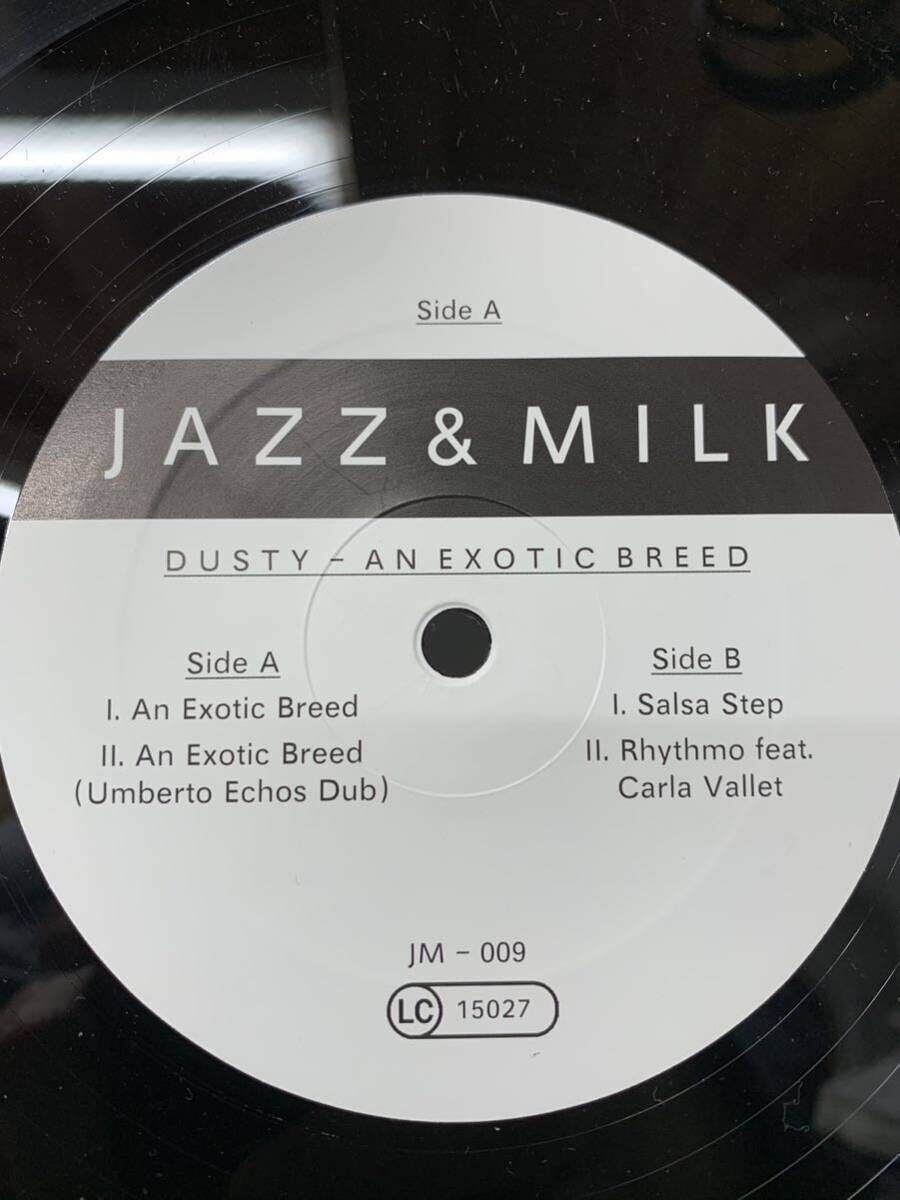 Side A
JAZZ & MILK
DUSTY – AN EXOTIC BREED
Side A
I. An Exotic Breed
II. An Exotic Breed
(Umberto Echos Dub)
Side B
I. Salsa Step
II. Rhythmo feat.
Carla Vallet
JM – 009
LC 15027